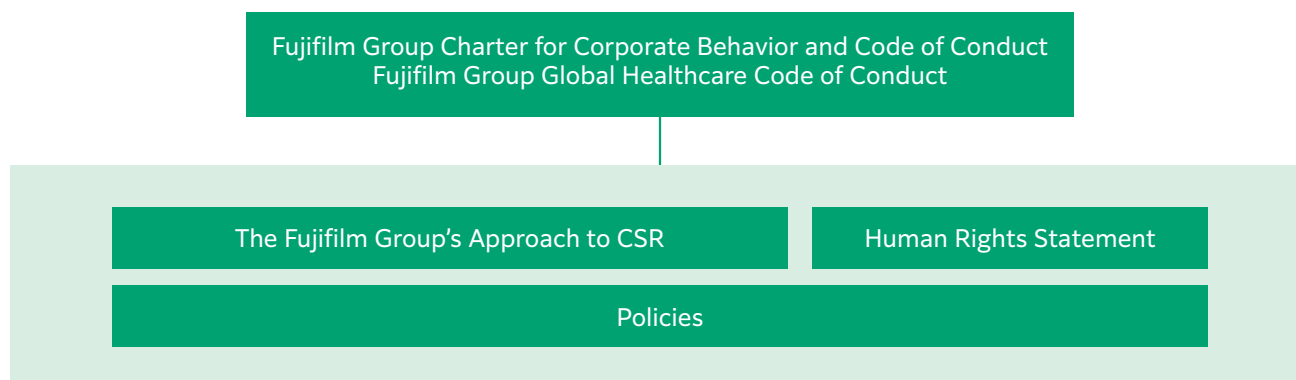 Fujifilm Group Charter for Corporate Behavior and Code of Conduct
Fujifilm Group Global Healthcare Code of Conduct
The Fujifilm Group’s Approach to CSR
Human Rights Statement
Policies